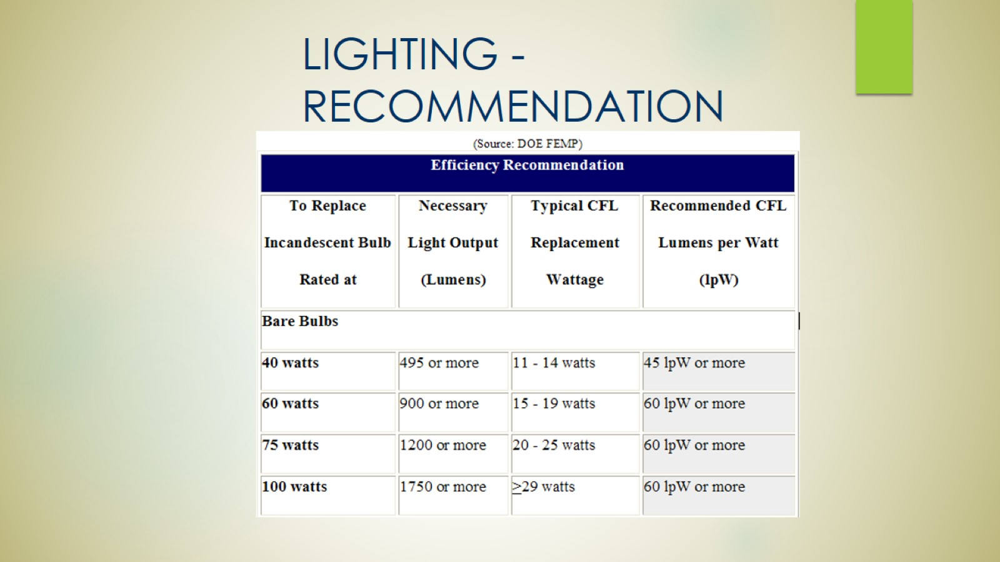 LIGHTING -
RECOMMENDATION
(Source: DOE FEMP)
Efficiency Recommendation
To Replace
Incandescent Bulb
Rated at
Necessary
Light Output
(Lumens)
Typical CFL
Replacement
Wattage
Recommended CFL
Lumens per Watt
(lpW)
Bare Bulbs
40 watts
495 or more
11 - 14 watts
45 lpW or more
60 watts
900 or more
15 - 19 watts
60 lpW or more
75 watts
1200 or more
20 - 25 watts
60 lpW or more
100 watts
1750 or more
≥29 watts
60 lpW or more